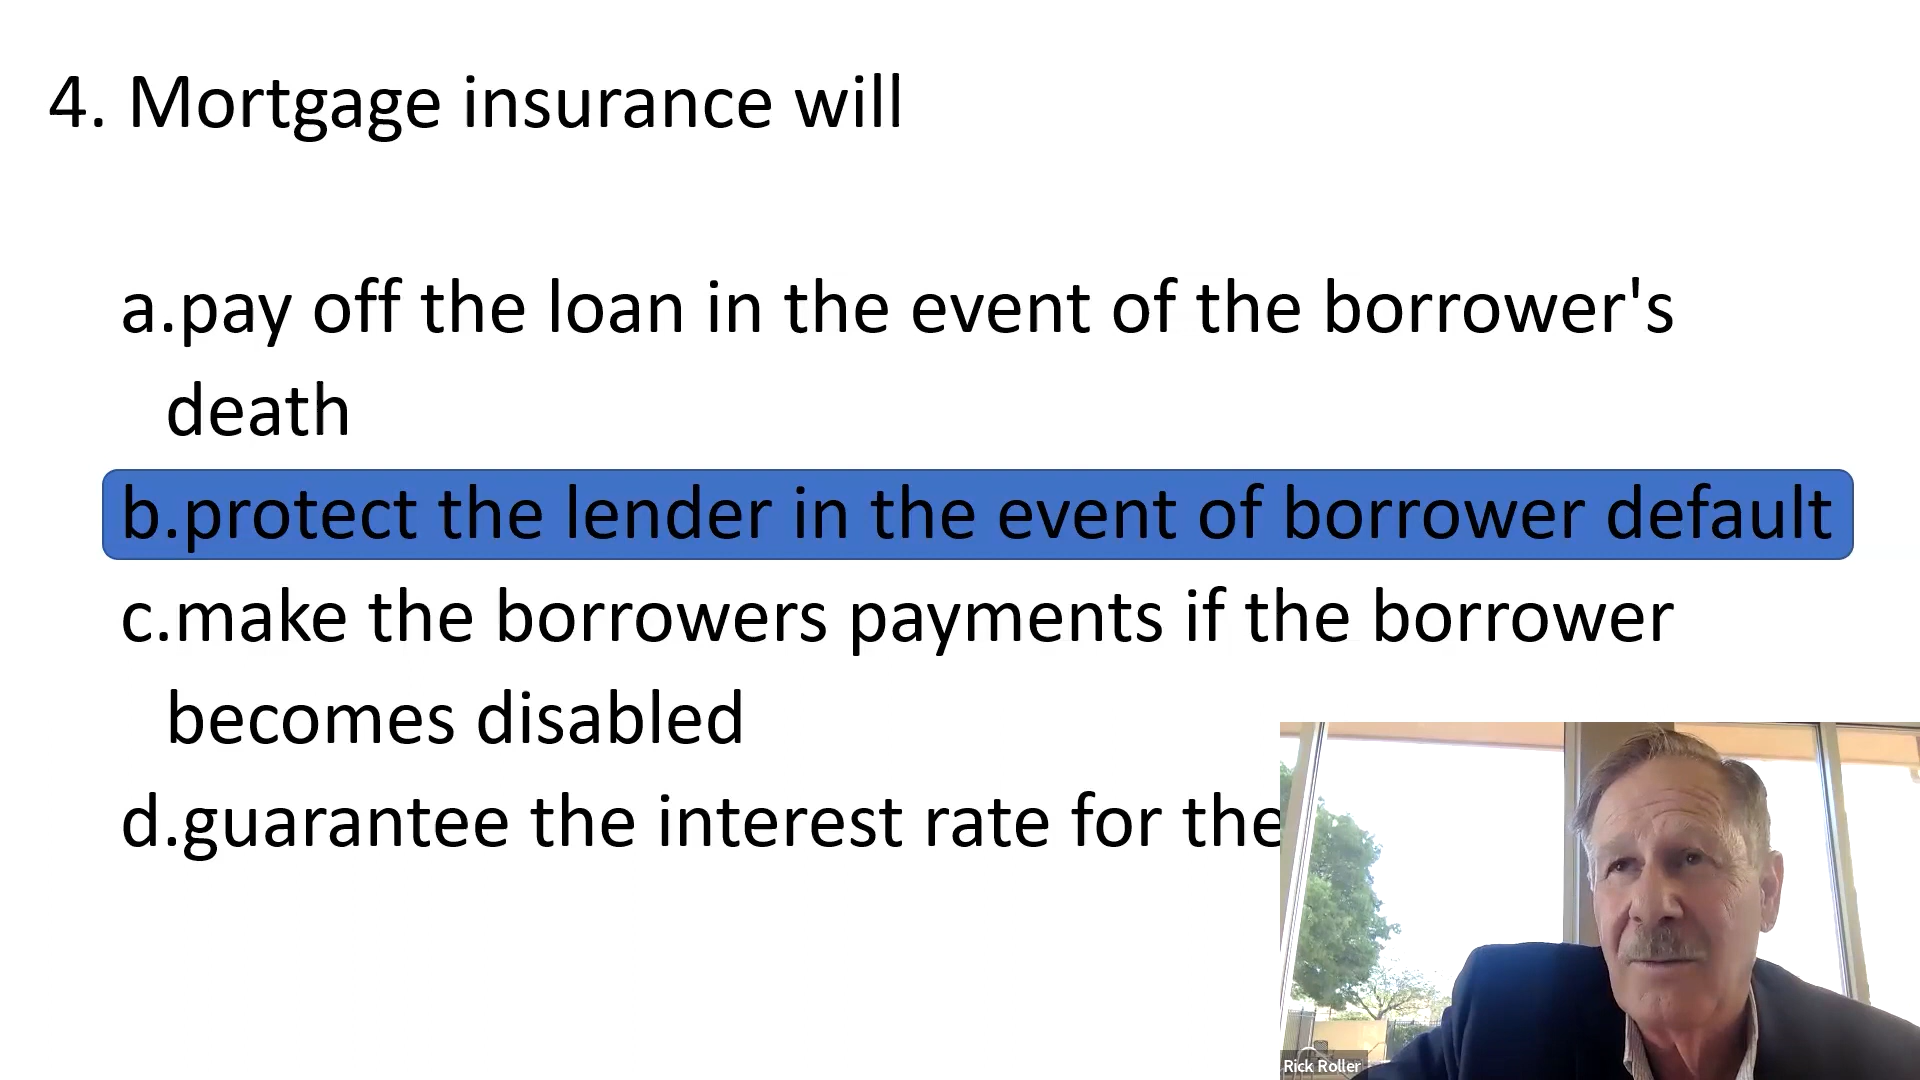 4. Mortgage insurance will
a.pay off the loan in the event of the borrower's
death
b.protect the lender in the event of borrower default
c.make the borrowers payments if the borrower
becomes disabled
d.guarantee the interest rate for the
Rick Roller